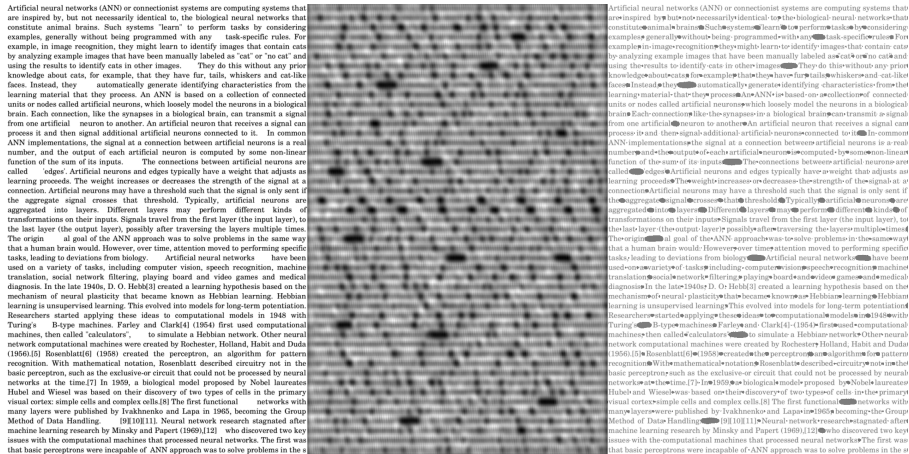 Artificial neural networks (ANN) or connectionist systems are computing systems that
are inspired by, but not necessarily identical to, the biological neural networks that
constitute animal brains. Such systems "learn" to perform tasks by considering
examples, generally without being programmed with any task-specific rules. For
example, in image recognition, they might learn to identify images that contain cats
by analyzing example images that have been manually labeled as "cat" or "no cat" and
using the results to identify cats in other images. They do this without any prior
knowledge about cats, for example, that they have fur, tails, whiskers and cat-like
faces. Instead, they automatically generate identifying characteristics from the
learning material that they process. An ANN is based on a collection of connected
units or nodes called artificial neurons, which loosely model the neurons in a biological
brain. Each connection, like the synapses in a biological brain, can transmit a signal
from one artificial neuron to another. An artificial neuron that receives a signal can
process it and then signal additional artificial neurons connected to it. In common
ANN implementations, the signal at a connection between artificial neurons is a real
number, and the output of each artificial neuron is computed by some non-linear
function of the sum of its inputs. The connections between artificial neurons are
called 'edges'. Artificial neurons and edges typically have a weight that adjusts as
learning proceeds. The weight increases or decreases the strength of the signal at a
connection. Artificial neurons may have a threshold such that the signal is only sent if
the aggregate signal crosses that threshold. Typically, artificial neurons are
aggregated into layers. Different layers may perform different kinds of
transformations on their inputs. Signals travel from the first layer (the input layer), to
the last layer (the output layer), possibly after traversing the layers multiple times.
The origin al goal of the ANN approach was to solve problems in the same way
that a human brain would. However, over time, attention moved to performing specific
tasks, leading to deviations from biology. Artificial neural networks have been
used on a variety of tasks, including computer vision, speech recognition, machine
translation, social network filtering, playing board and video games and medical
diagnosis. In the late 1940s, D. O. Hebb[3] created a learning hypothesis based on the
mechanism of neural plasticity that became known as Hebbian learning. Hebbian
learning is unsupervised learning. This evolved into models for long-term potentiation.
Researchers started applying these ideas to computational models in 1948 with
Turing's B-type machines. Farley and Clark[4] (1954) first used computational
machines, then called "calculators", to simulate a Hebbian network. Other neural
network computational machines were created by Rochester, Holland, Habit and Duda
(1956).[5] Rosenblatt[6] (1958) created the perceptron, an algorithm for pattern
recognition. With mathematical notation, Rosenblatt described circuitry not in the
basic perceptron, such as the exclusive-or circuit that could not be processed by neural
networks at the time.[7] In 1959, a biological model proposed by Nobel laureates
Hubel and Wiesel was based on their discovery of two types of cells in the primary
visual cortex: simple cells and complex cells.[8] The first functional networks with
many layers were published by Ivakhnenko and Lapa in 1965, becoming the Group
Method of Data Handling. [9][10][11]. Neural network research stagnated after
machine learning research by Minsky and Papert (1969),[12] who discovered two key
issues with the computational machines that processed neural networks. The first was
that basic perceptrons were incapable of ANN approach was to solve problems in the s